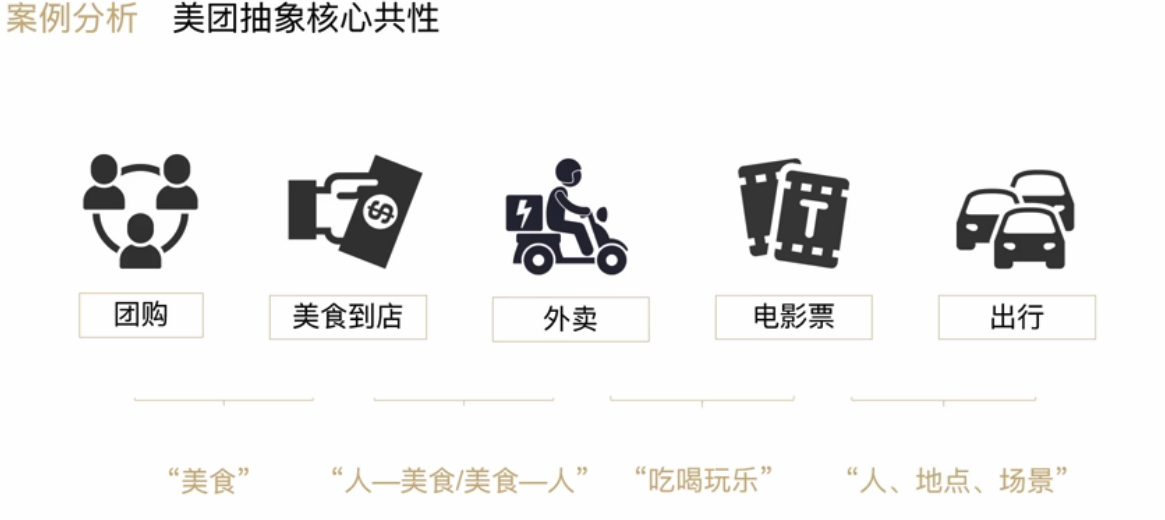 案例分析 美团抽象核心共性
团购 美食到店 外卖 电影票 出行
“美食” “人—美食/美食—人” “吃喝玩乐” “人、地点、场景”